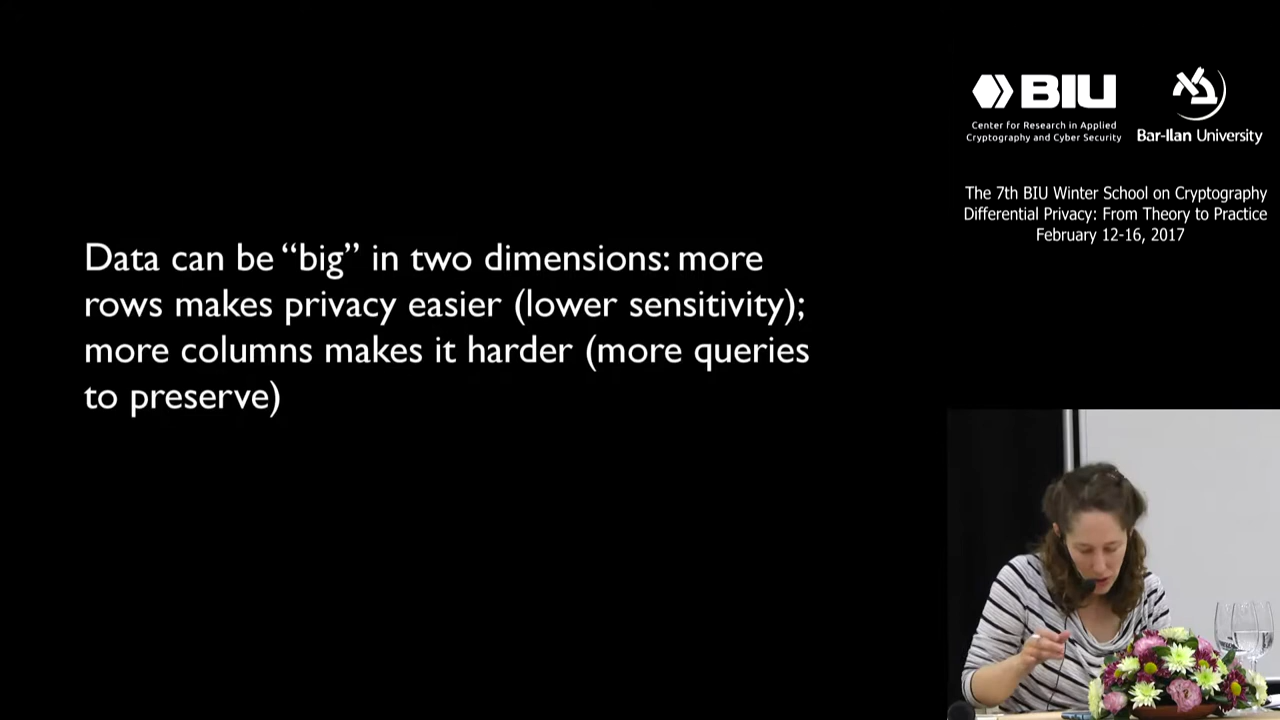 Data can be “big” in two dimensions: more
rows makes privacy easier (lower sensitivity);
more columns makes it harder (more queries
to preserve)
BIU
Center for Research in Applied
Cryptography and Cyber Security
Bar-Ilan University
The 7th BIU Winter School on Cryptography
Differential Privacy: From Theory to Practice
February 12-16, 2017